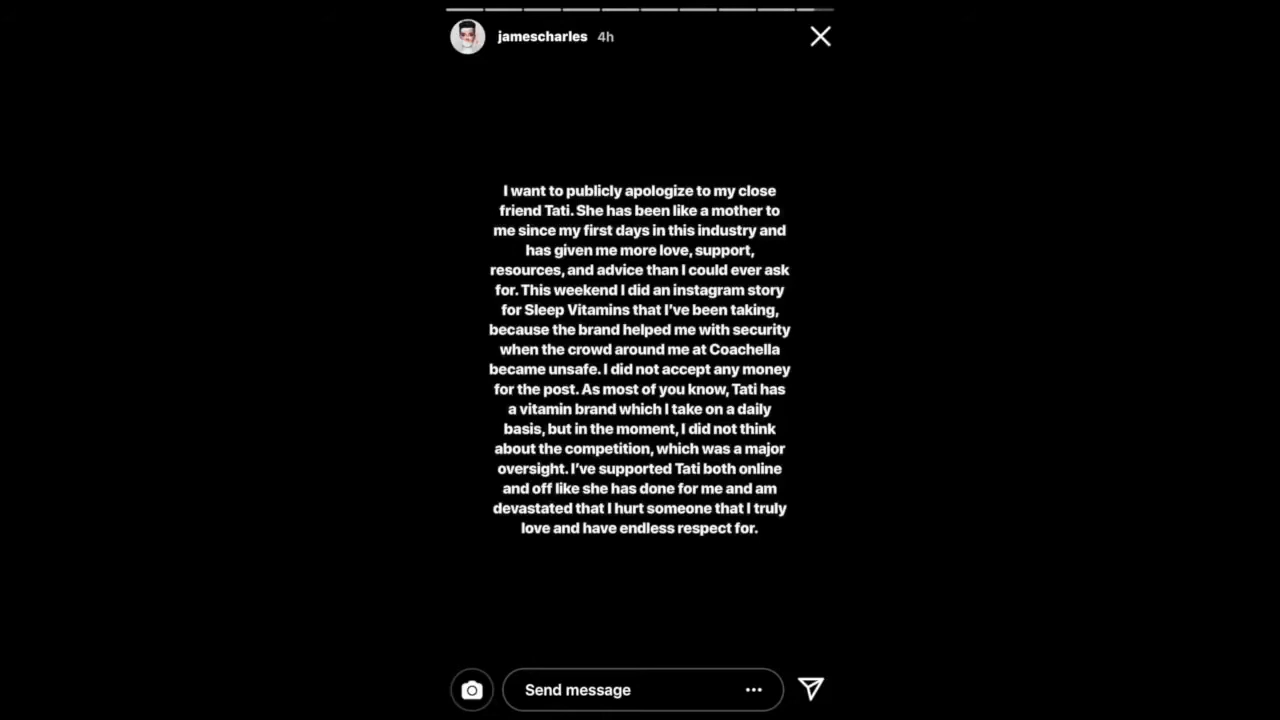 jamescharles 4h
I want to publicly apologize to my close
friend Tati. She has been like a mother to
me since my first days in this industry and
has given me more love, support,
resources, and advice than I could ever ask
for. This weekend I did an instagram story
for Sleep Vitamins that I’ve been taking,
because the brand helped me with security
when the crowd around me at Coachella
became unsafe. I did not accept any money
for the post. As most of you know, Tati has
a vitamin brand which I take on a daily
basis, but in the moment, I did not think
about the competition, which was a major
oversight. I’ve supported Tati both online
and off like she has done for me and am
devastated that I hurt someone that I truly
love and have endless respect for.
Send message